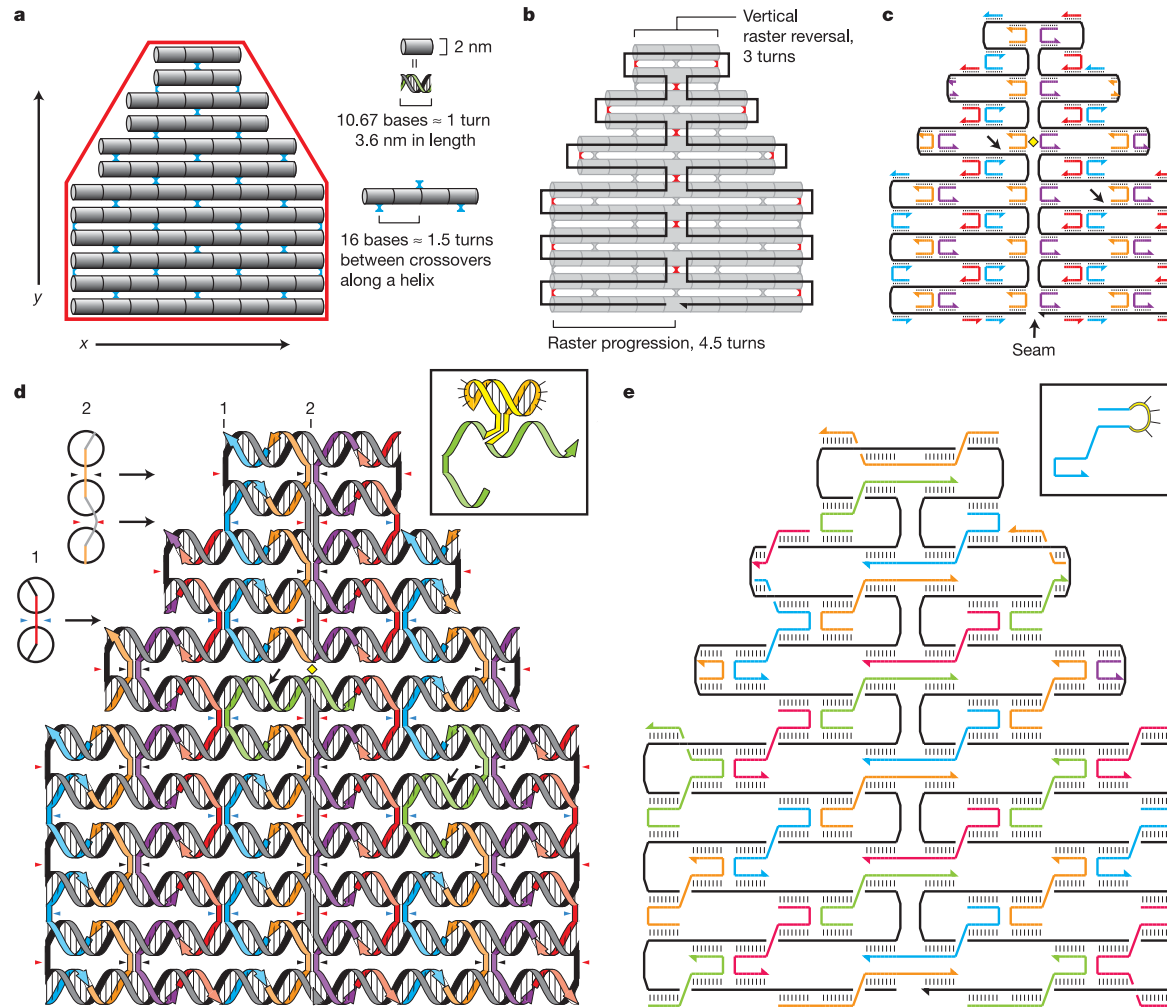 a
2 nm
10.67 bases ≈ 1 turn
3.6 nm in length
16 bases ≈ 1.5 turns
between crossovers
along a helix
y
x
b
Vertical
raster reversal,
3 turns
Raster progression, 4.5 turns
c
Seam
d
2
1
1
2
e